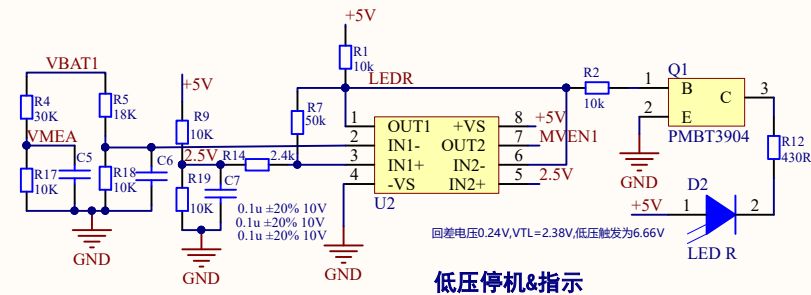 +5V
R1
10k
VBAT1
+5V
LEDR
R2
10k
Q1
R4
30K
R5
18K
R9
10K
R7
50k
1
B
C
3
2
E
PMBT3904
VMEA
1
OUT1
+VS
8
+5V
2
IN1-
OUT2
7
MVEN1
3
IN1+
IN2-
6
4
-VS
IN2+
5
2.5V
U2
2.5V
R14
2.4k
C5
C6
R17
10K
R18
10K
R19
10K
C7
0.1u ±20% 10V
0.1u ±20% 10V
0.1u ±20% 10V
GND
GND
GND
GND
R12
430R
D2
+5V
1
2
LED R
回差电压0.24V,VTL=2.38V,低压触发为6.66V
低压停机&指示